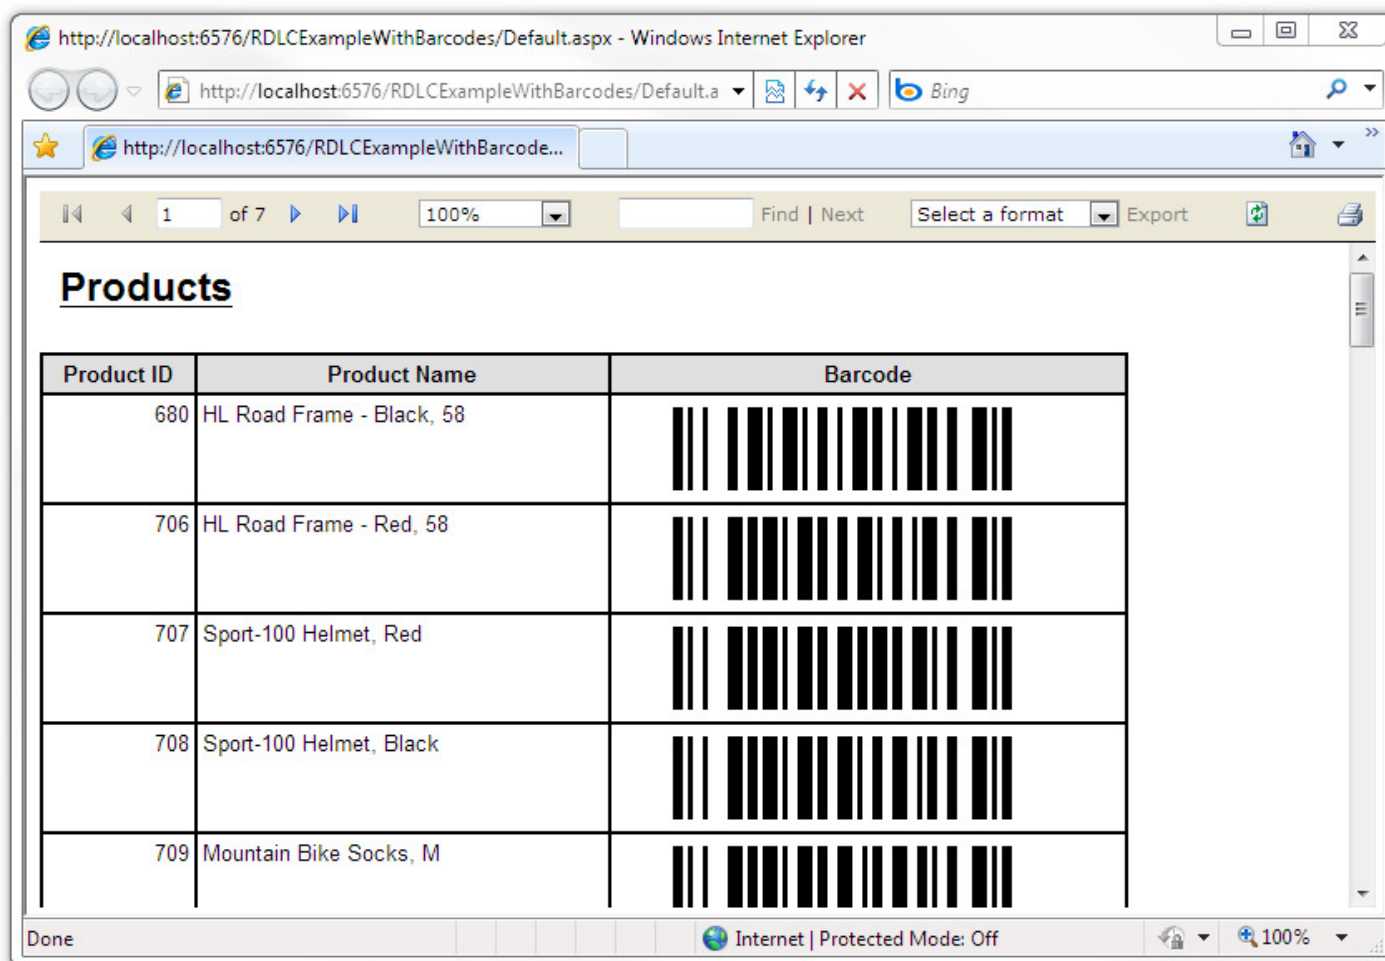 http://localhost:6576/RDLCExampleWithBarcodes/Default.aspx - Windows Internet Explorer
http://localhost:6576/RDLCExampleWithBarcodes/Default.a Bing
http://localhost:6576/RDLCExampleWithBarcode...
1 of 7 100% Find | Next Select a format Export
Products
Product ID Product Name Barcode
680 HL Road Frame - Black, 58
706 HL Road Frame - Red, 58
707 Sport-100 Helmet, Red
708 Sport-100 Helmet, Black
709 Mountain Bike Socks, M
Done Internet | Protected Mode: Off 100%